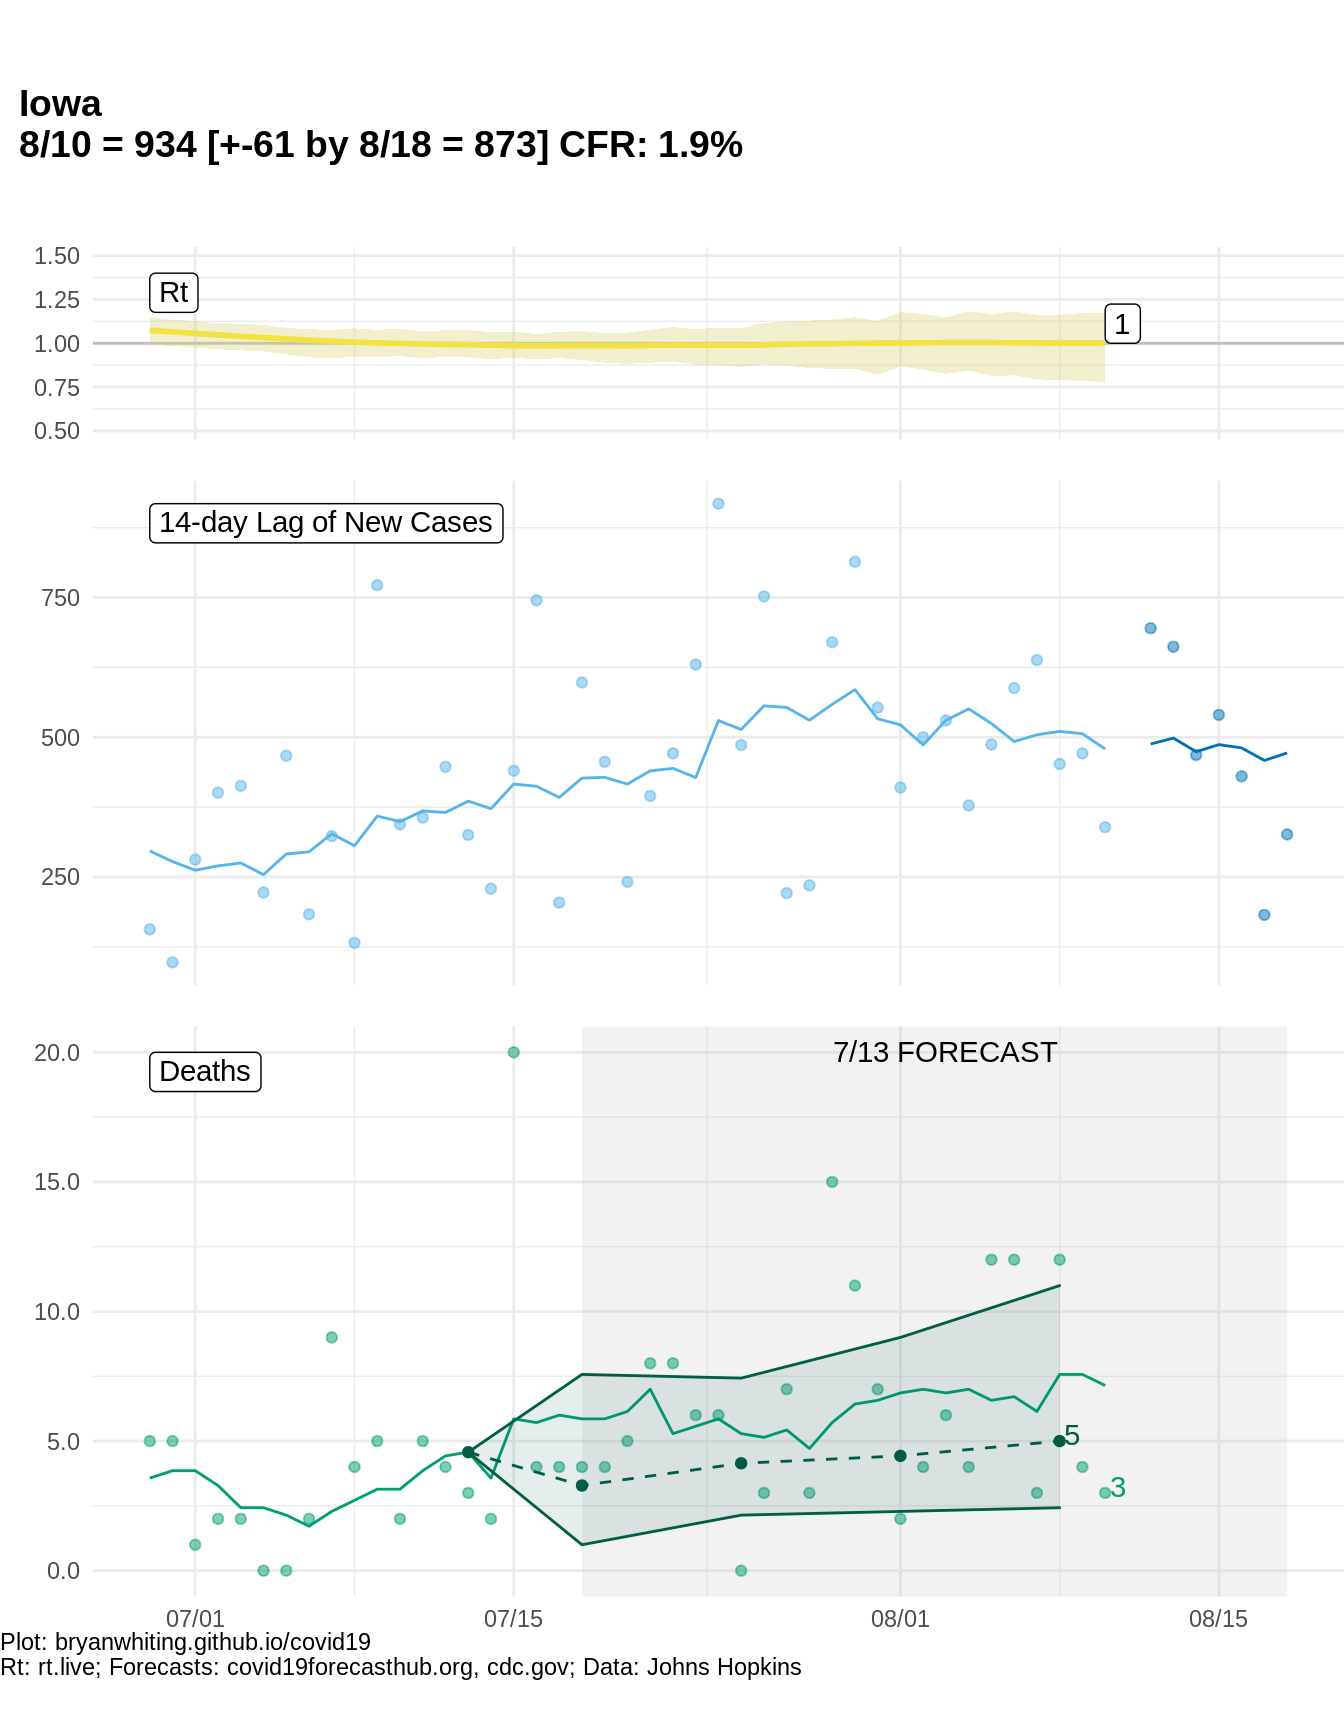 Iowa
8/10 = 934 [+-61 by 8/18 = 873] CFR: 1.9%
1.50
1.25
1.00
0.75
0.50
Rt
1
14-day Lag of New Cases
750
500
250
Deaths
7/13 FORECAST
20.0
15.0
10.0
5.0
0.0
5
3
07/01
07/15
08/01
08/15
Plot: bryanwhiting.github.io/covid19
Rt: rt.live; Forecasts: covid19forecasthub.org, cdc.gov; Data: Johns Hopkins